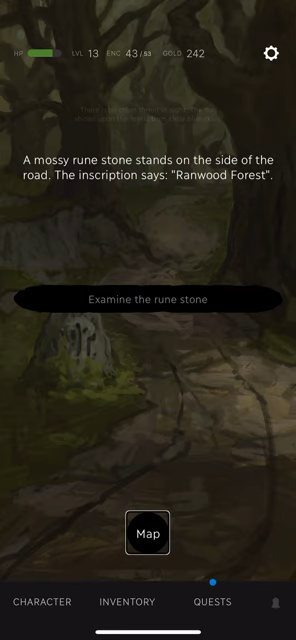 HP LVL 13 ENC 43/53 GOLD 242
A mossy rune stone stands on the side of the
road. The inscription says: "Ranwood Forest".
Examine the rune stone
Map
CHARACTER INVENTORY QUESTS